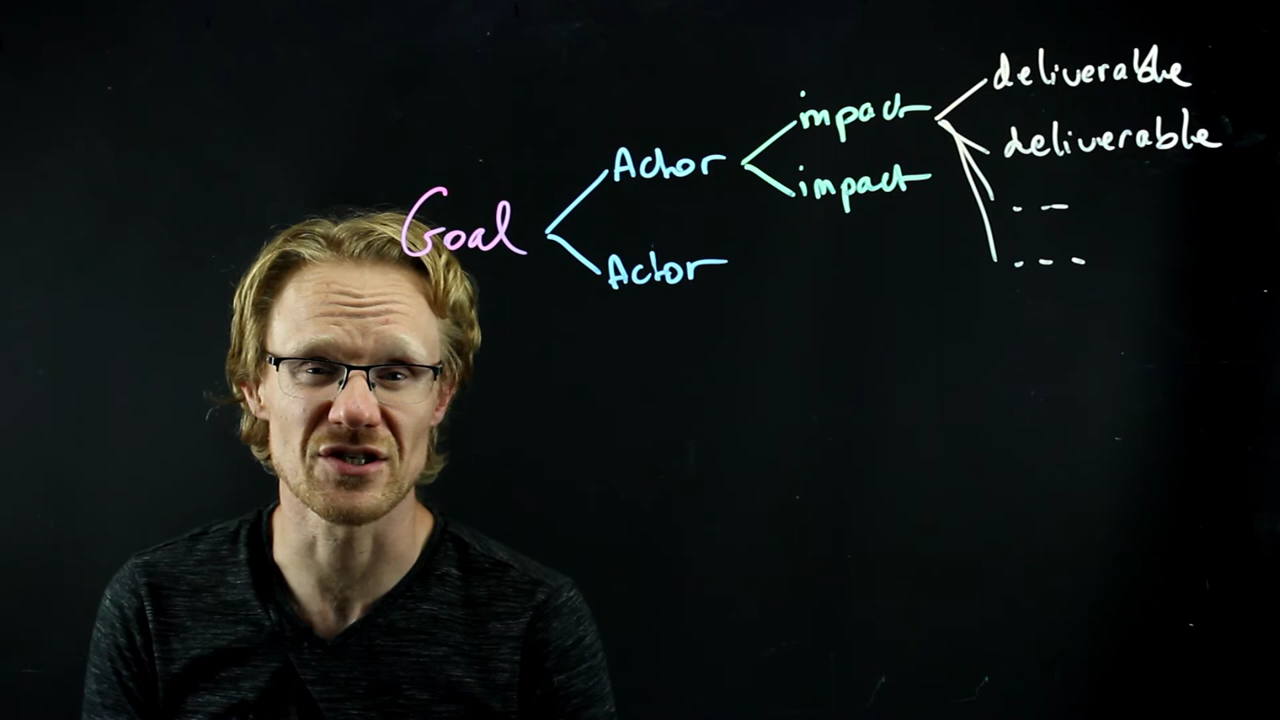 Goal
Actor
Actor
impact
impact
deliverable
deliverable
. --
. - - .